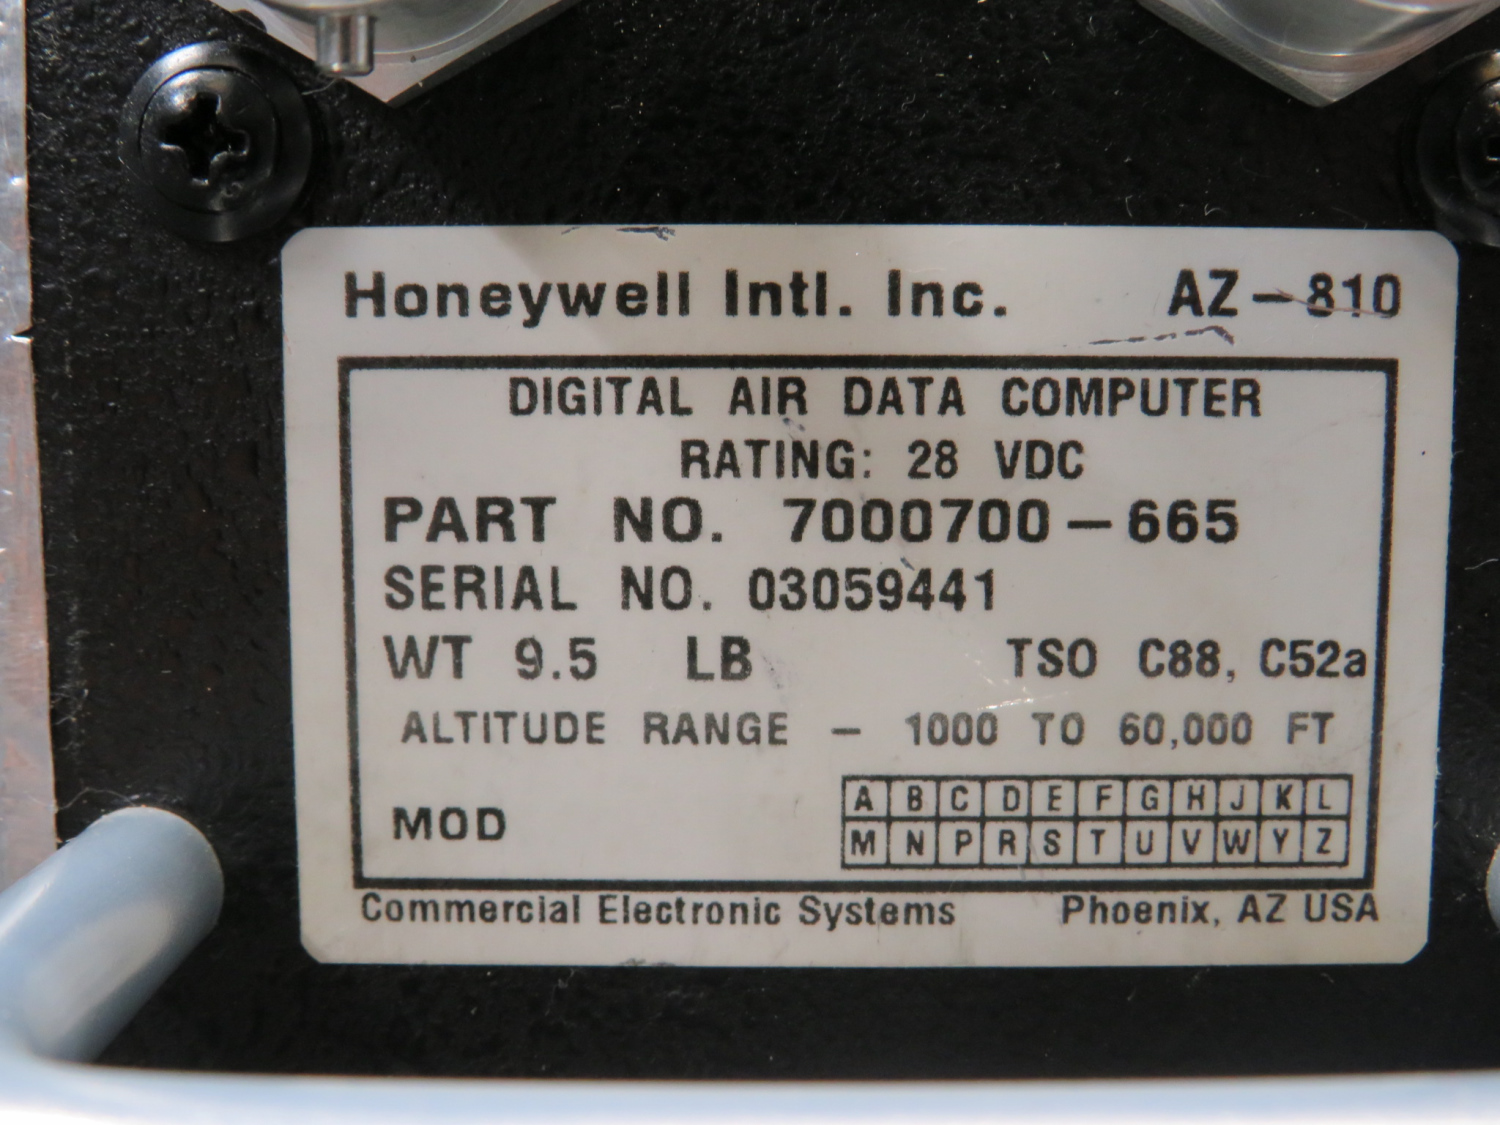 Honeywell Intl. Inc. AZ-810
DIGITAL AIR DATA COMPUTER
RATING: 28 VDC
PART NO. 7000700-665
SERIAL NO. 03059441
WT 9.5 LB TSO C88, C52a
ALTITUDE RANGE - 1000 TO 60,000 FT
MOD A B C D E F G H J K L
M N P R S T U V W Y Z
Commercial Electronic Systems Phoenix, AZ USA